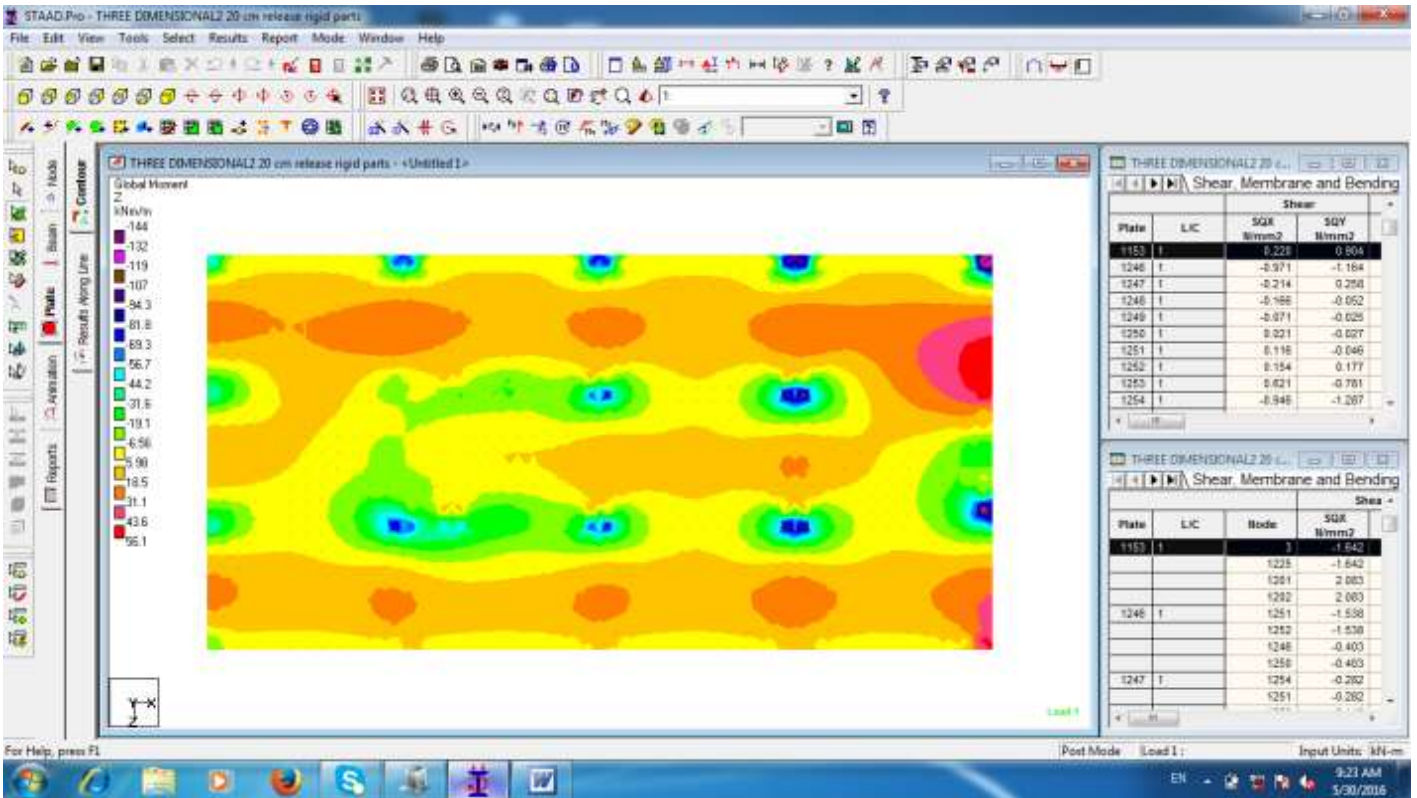 STAAD.Pro - THREE DIMENSIONAL2 20 cm release rigid parts
File Edit View Tools Select Results Report Mode Window Help
1:
Node
Beam
Plate
Animation
Reports
Contour
Results Along Line
THREE DIMENSIONAL2 20 cm release rigid parts - <Untitled 1>
Global Moment
Z
kNm/m
-144
-132
-119
-107
-94.3
-81.8
-69.3
-56.7
-44.2
-31.6
-19.1
-6.56
5.98
18.5
31.1
43.6
56.1
Y X
Z
Load 1
THREE DIMENSIONAL2 20 c...
Shear, Membrane and Bending
Shear
Plate L/C SQX N/mm2 SQY N/mm2
1153 1 0.220 0.904
1246 1 -0.971 -1.164
1247 1 -0.214 0.258
1248 1 -0.166 -0.052
1249 1 -0.071 -0.025
1250 1 0.021 -0.027
1251 1 0.116 -0.046
1252 1 0.154 0.177
1253 1 0.621 -0.781
1254 1 -0.946 -1.287
THREE DIMENSIONAL2 20 c...
Shear, Membrane and Bending
Shea
Plate L/C Node SQX N/mm2
1153 1 3 -1.642
1225 -1.642
1201 2.083
1202 2.083
1246 1 1251 -1.538
1252 -1.538
1248 -0.403
1250 -0.403
1247 1 1254 -0.282
1251 -0.282
For Help, press F1
Post Mode Load 1 : Input Units: kN-m
EN 9:23 AM
5/30/2016